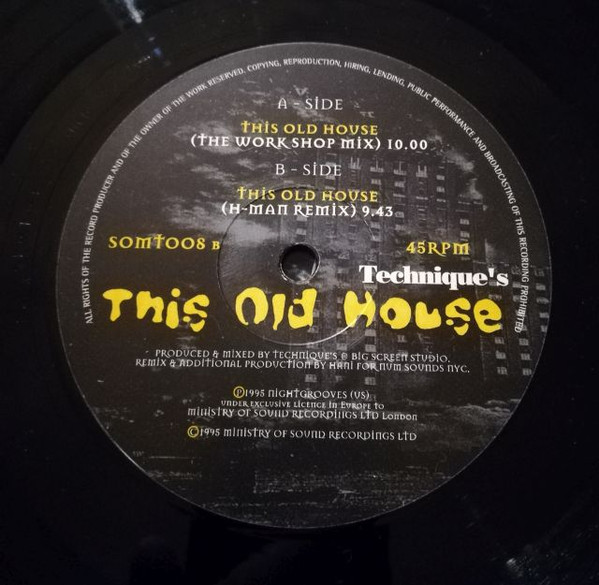 ALL RIGHTS OF THE RECORD PRODUCER AND OF THE OWNER OF THE WORK RESERVED. COPYING, REPRODUCTION, HIRING, LENDING, PUBLIC PERFORMANCE AND BROADCASTING OF THIS RECORDING PROHIBITED
A - SIDE
THIS OLD HOUSE
(THE WORK SHOP MIX) 10.00
B - SIDE
THIS OLD HOUSE
(H-MAN REMIX) 9.43
SOMT008 B
45RPM
Technique's
This Old House
PRODUCED & MIXED BY TECHNIQUE'S @ BIG SCREEN STUDIO.
REMIX & ADDITIONAL PRODUCTION BY HANI FOR NUM SOUNDS NYC.
℗1995 NIGHTGROOVES (US)
UNDER EXCLUSIVE LICENCE IN EUROPE TO
MINISTRY OF SOUND RECORDINGS LTD LONDON
©1995 MINISTRY OF SOUND RECORDINGS LTD